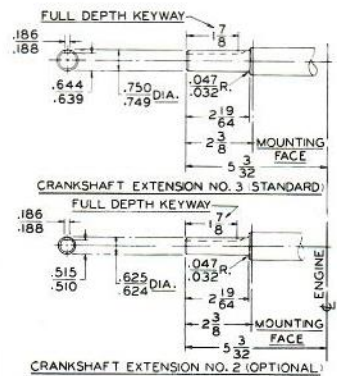 FULL DEPTH KEYWAY
.186
.188
1 7/8
.644
.639
.750
.749 DIA.
.047
.032 R.
2 19/64
2 3/8
MOUNTING
FACE
5 3/32
CRANKSHAFT EXTENSION NO. 3 (STANDARD)
FULL DEPTH KEYWAY
.186
.188
1 7/8
.515
.510
.625
.624 DIA.
.047
.032 R.
2 19/64
2 3/8
MOUNTING
FACE
5 3/32
℄ ENGINE
CRANKSHAFT EXTENSION NO. 2 (OPTIONAL)